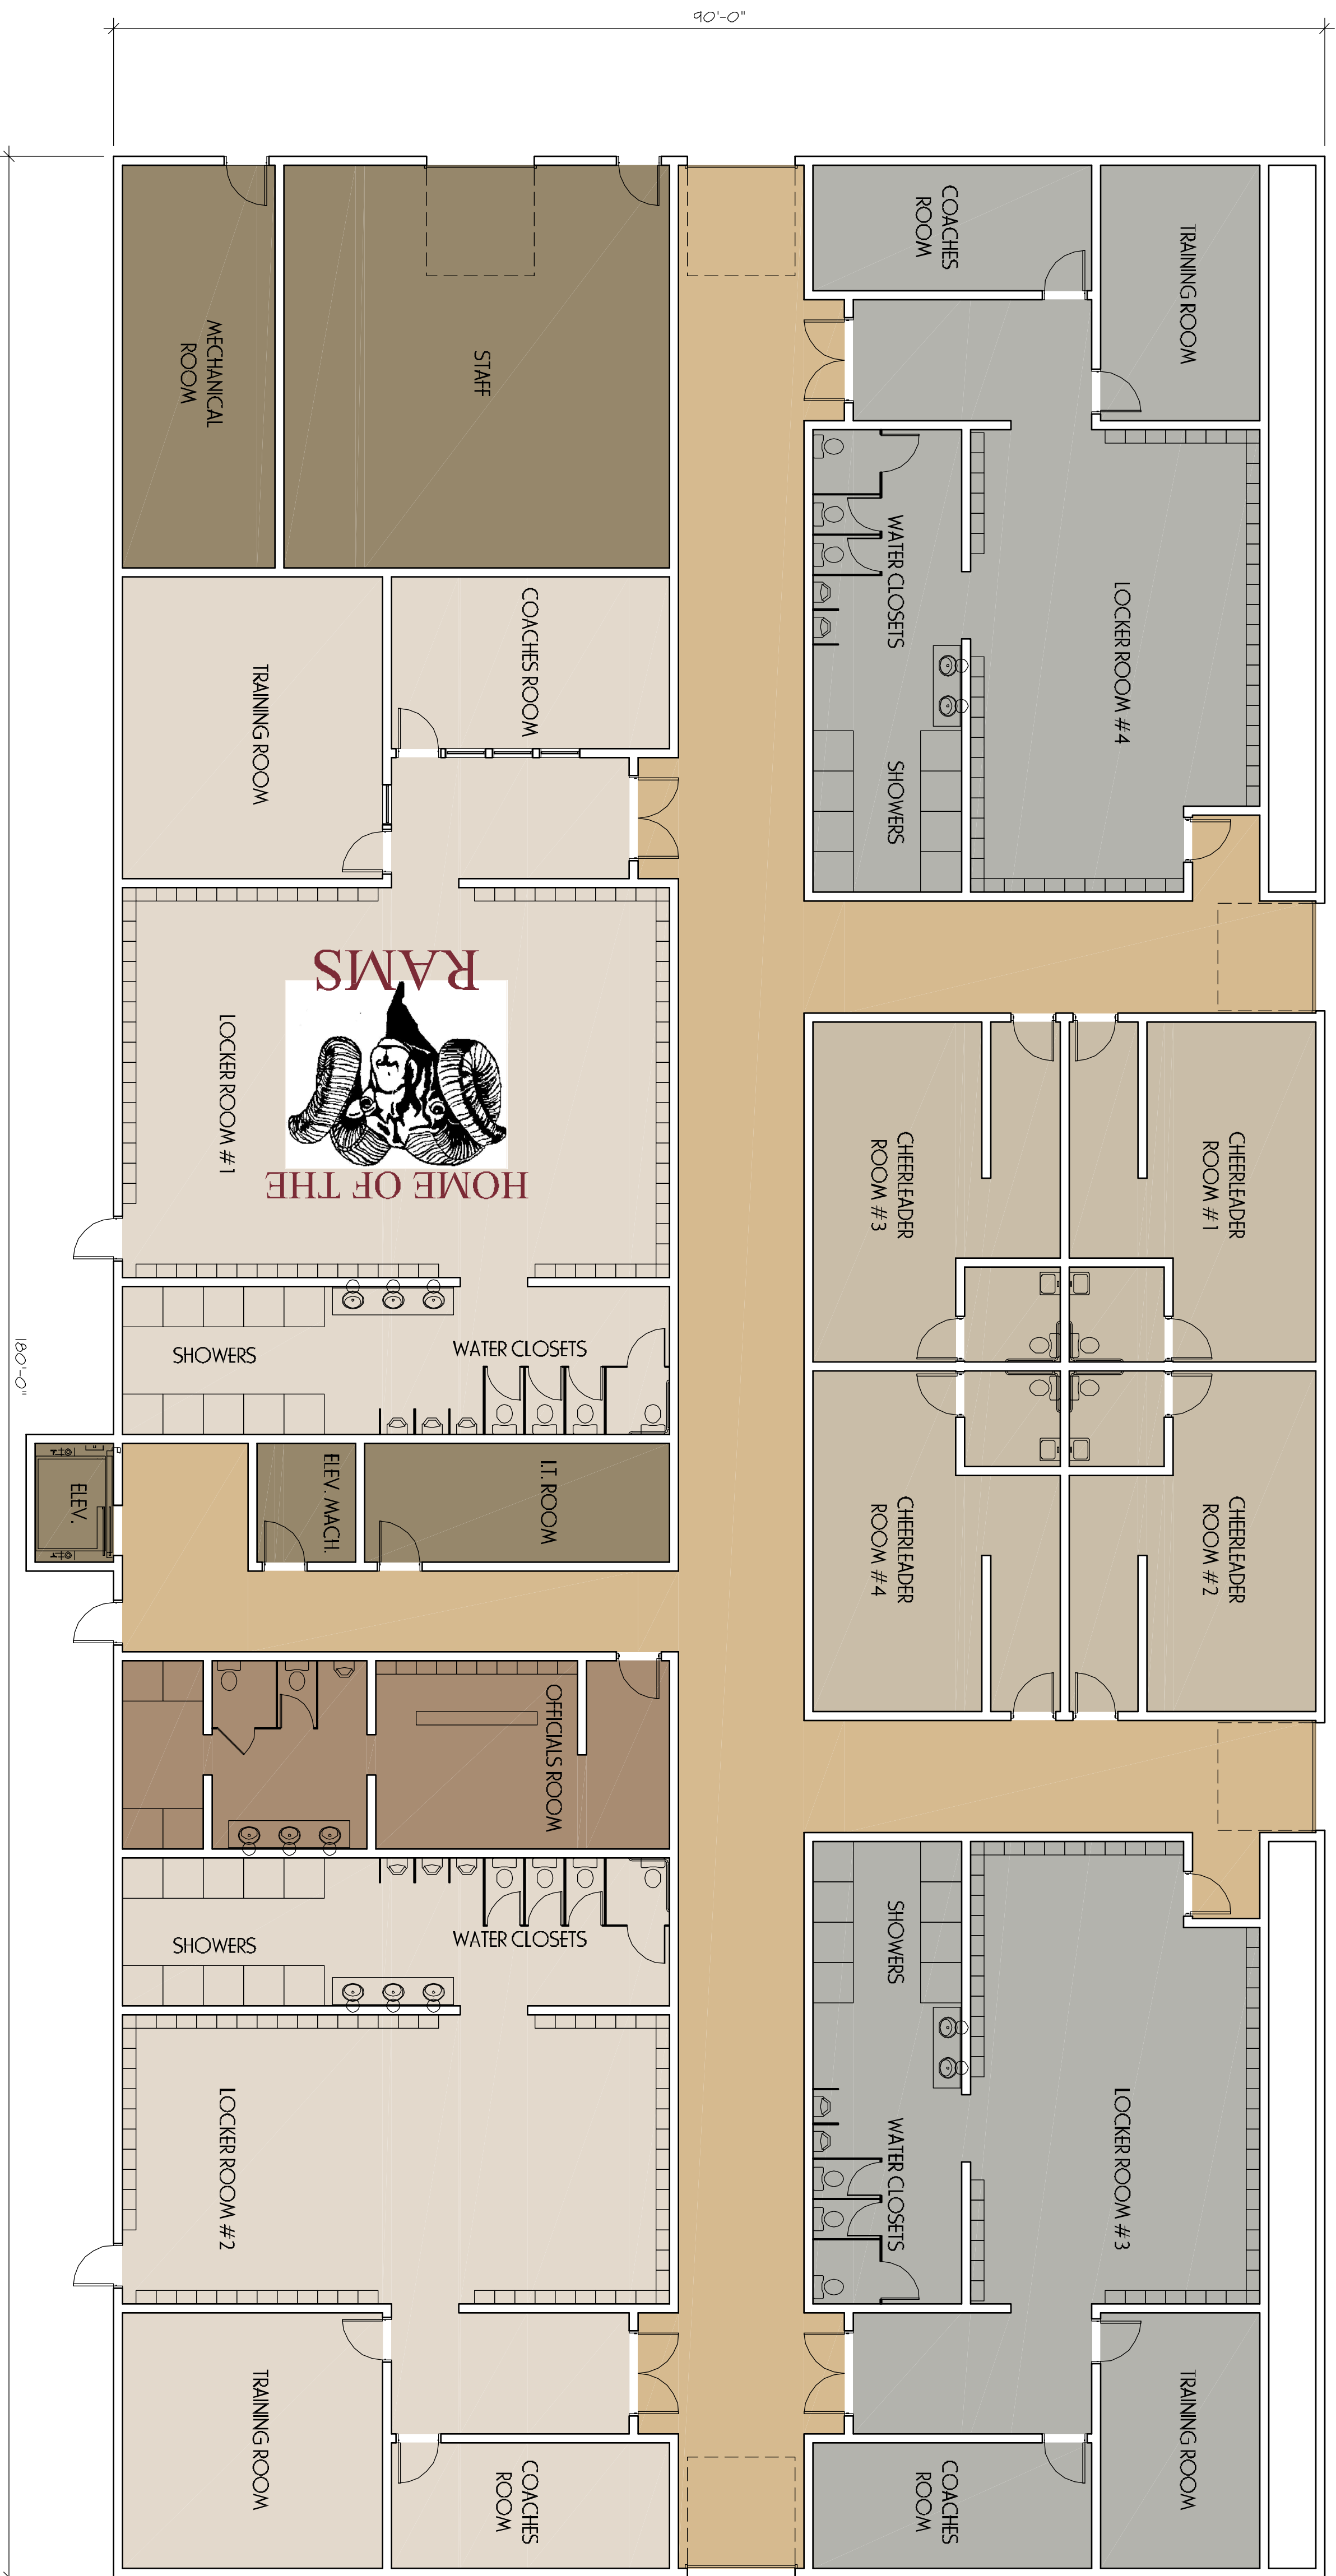 90'-0"
COACHES
ROOM
TRAINING ROOM
MECHANICAL
ROOM
STAFF
WATER CLOSETS
LOCKER ROOM #4
COACHES ROOM
TRAINING ROOM
SHOWERS
RAMS
LOCKER ROOM #1
HOME OF THE
CHEERLEADER
ROOM #3
CHEERLEADER
ROOM #1
SHOWERS
WATER CLOSETS
180'-0"
ELEV.
ELEV. MACH.
I.T. ROOM
CHEERLEADER
ROOM #4
CHEERLEADER
ROOM #2
OFFICIALS ROOM
SHOWERS
WATER CLOSETS
SHOWERS
LOCKER ROOM #2
WATER CLOSETS
LOCKER ROOM #3
TRAINING ROOM
COACHES
ROOM
COACHES
ROOM
TRAINING ROOM